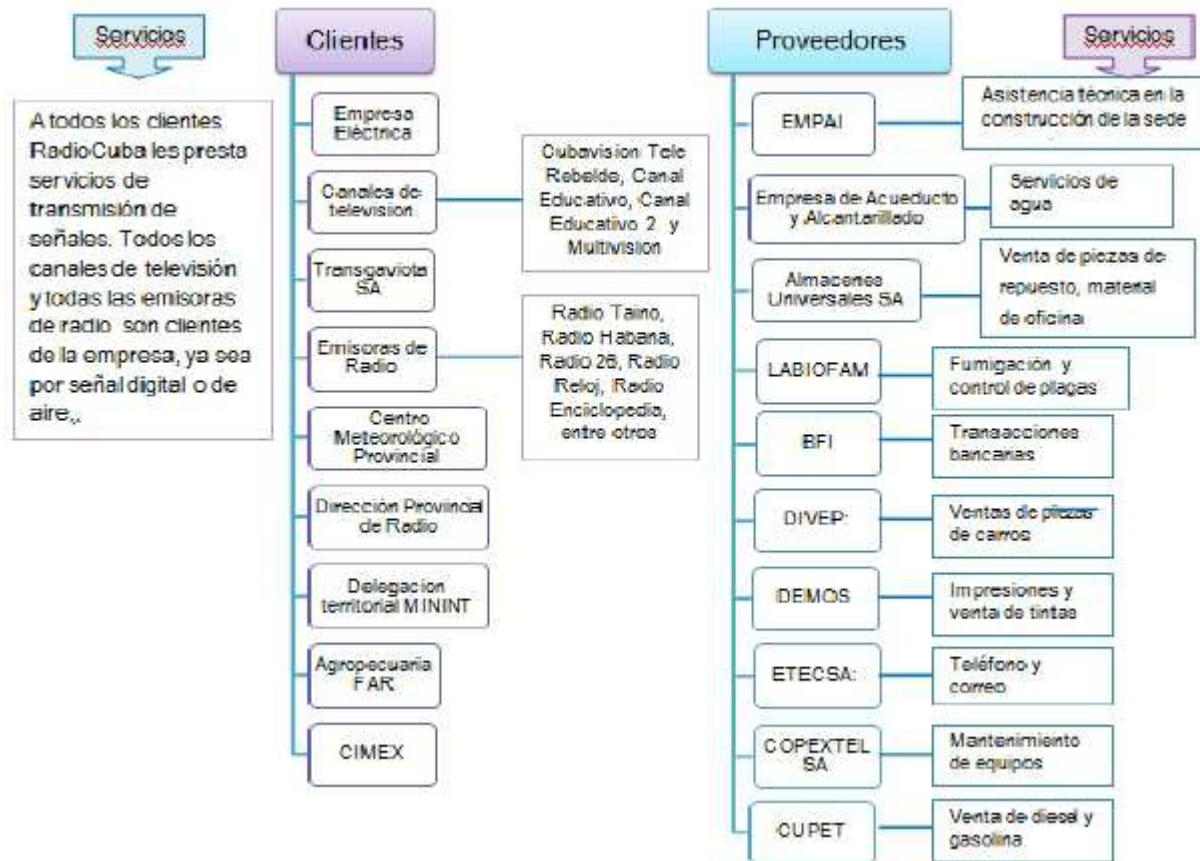 Servicios
A todos los clientes
RadioCuba les presta
servicios de
transmisión de
señales. Todos los
canales de televisión
y todas las emisoras
de radio son clientes
de la empresa, ya sea
por señal digital o de
aire,.
Clientes
Empresa
Eléctrica
Canales de
television
Cubavision Tele
Rebelde, Canal
Educativo, Canal
Educativo 2 y
Multivision
Transgaviota
SA
Emisoras de
Radio
Radio Taino,
Radio Habana,
Radio 26, Radio
Reloj, Radio
Enciclopedia,
entre otros
Centro
Meteorológico
Provincial
Dirección Provincial
de Radio
Delegacion
territorial MININT
Agropecuaria
FAR
CIMEX
Proveedores
Servicios
EMPAI
Asistencia técnica en la
construcción de la sede
Empresa de Acueducto
y Alcantarillado
Servicios de
agua
Almacenes
Universales SA
Venta de piezas de
repuesto, material
de oficina
LABIOFAM
Fumigación y
control de plagas
BFI
Transacciones
bancarias
DIVEP:
Ventas de piezas
de carros
DEMOS
Impresiones y
venta de tintas
ETECSA:
Teléfono y
correo
COPEXTEL
SA
Mantenimiento
de equipos
CUPET
Venta de diesel y
gasolina